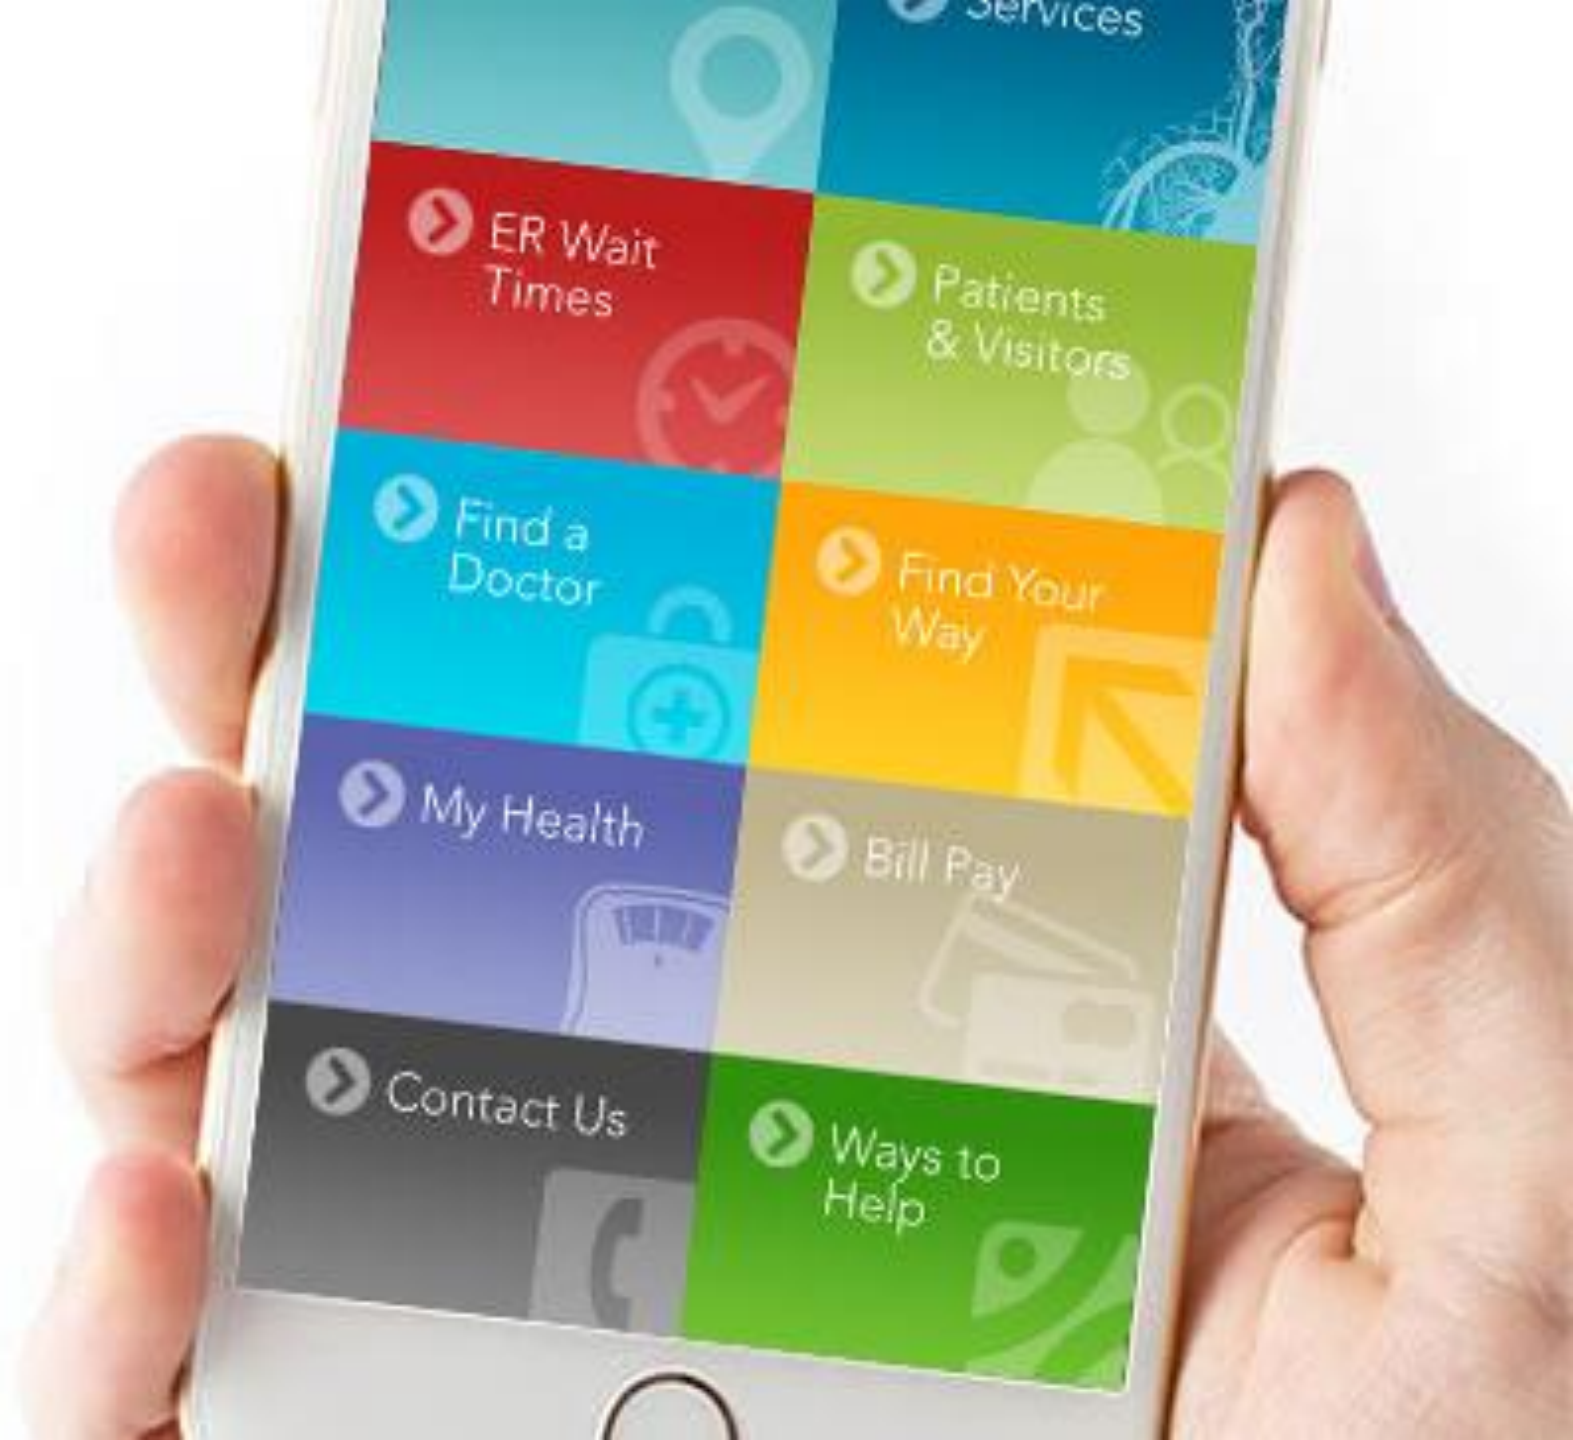 Services
ER Wait
Times
Patients
& Visitors
Find a
Doctor
Find Your
Way
My Health
Bill Pay
Contact Us
Ways to
Help